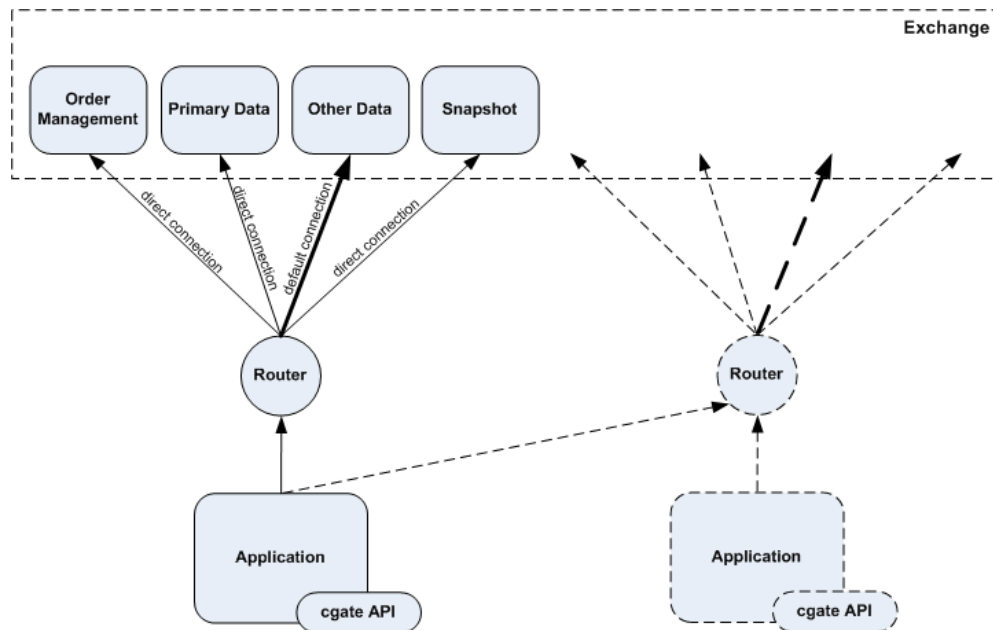 Exchange
Order
Management
Primary Data
Other Data
Snapshot
direct connection
direct connection
default connection
direct connection
Router
Router
Application
Application
cgate API
cgate API